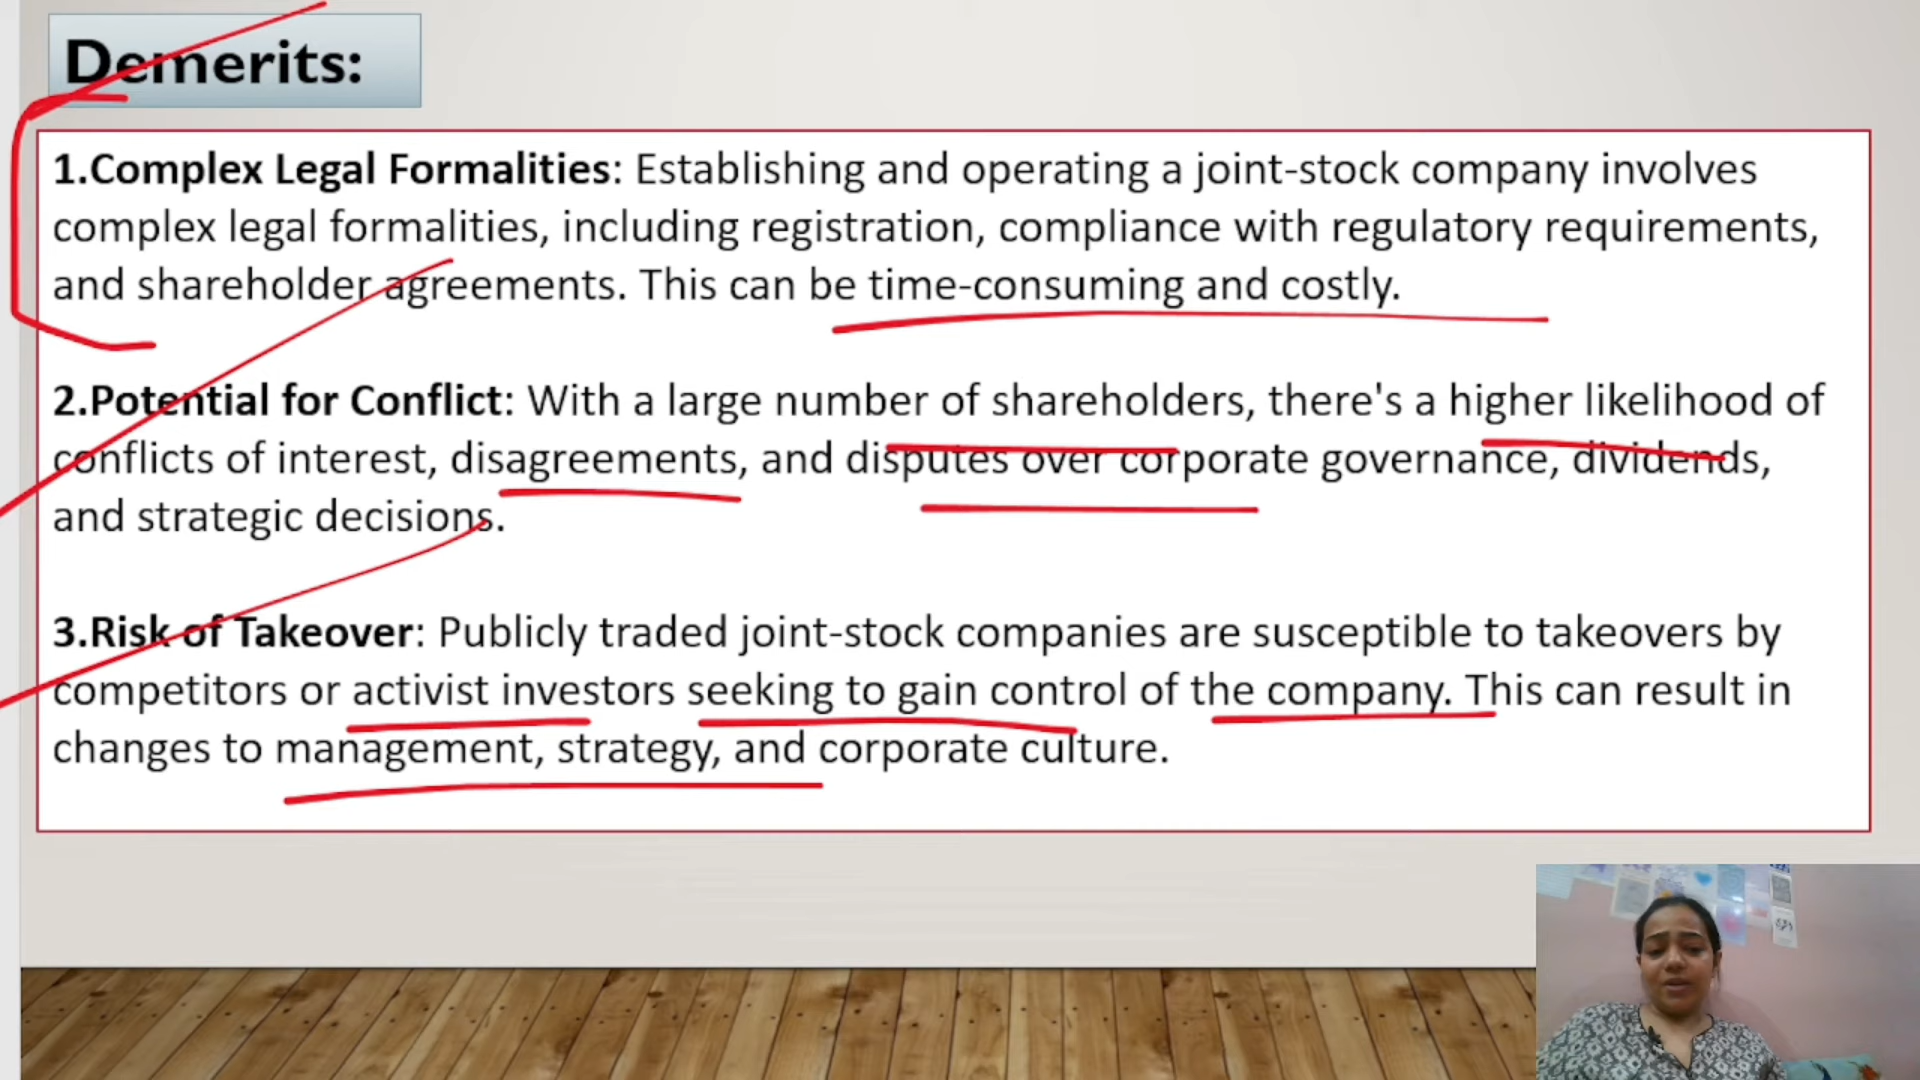 Demerits:
1.Complex Legal Formalities: Establishing and operating a joint-stock company involves
complex legal formalities, including registration, compliance with regulatory requirements,
and shareholder agreements. This can be time-consuming and costly.
2.Potential for Conflict: With a large number of shareholders, there's a higher likelihood of
conflicts of interest, disagreements, and disputes over corporate governance, dividends,
and strategic decisions.
3.Risk of Takeover: Publicly traded joint-stock companies are susceptible to takeovers by
competitors or activist investors seeking to gain control of the company. This can result in
changes to management, strategy, and corporate culture.